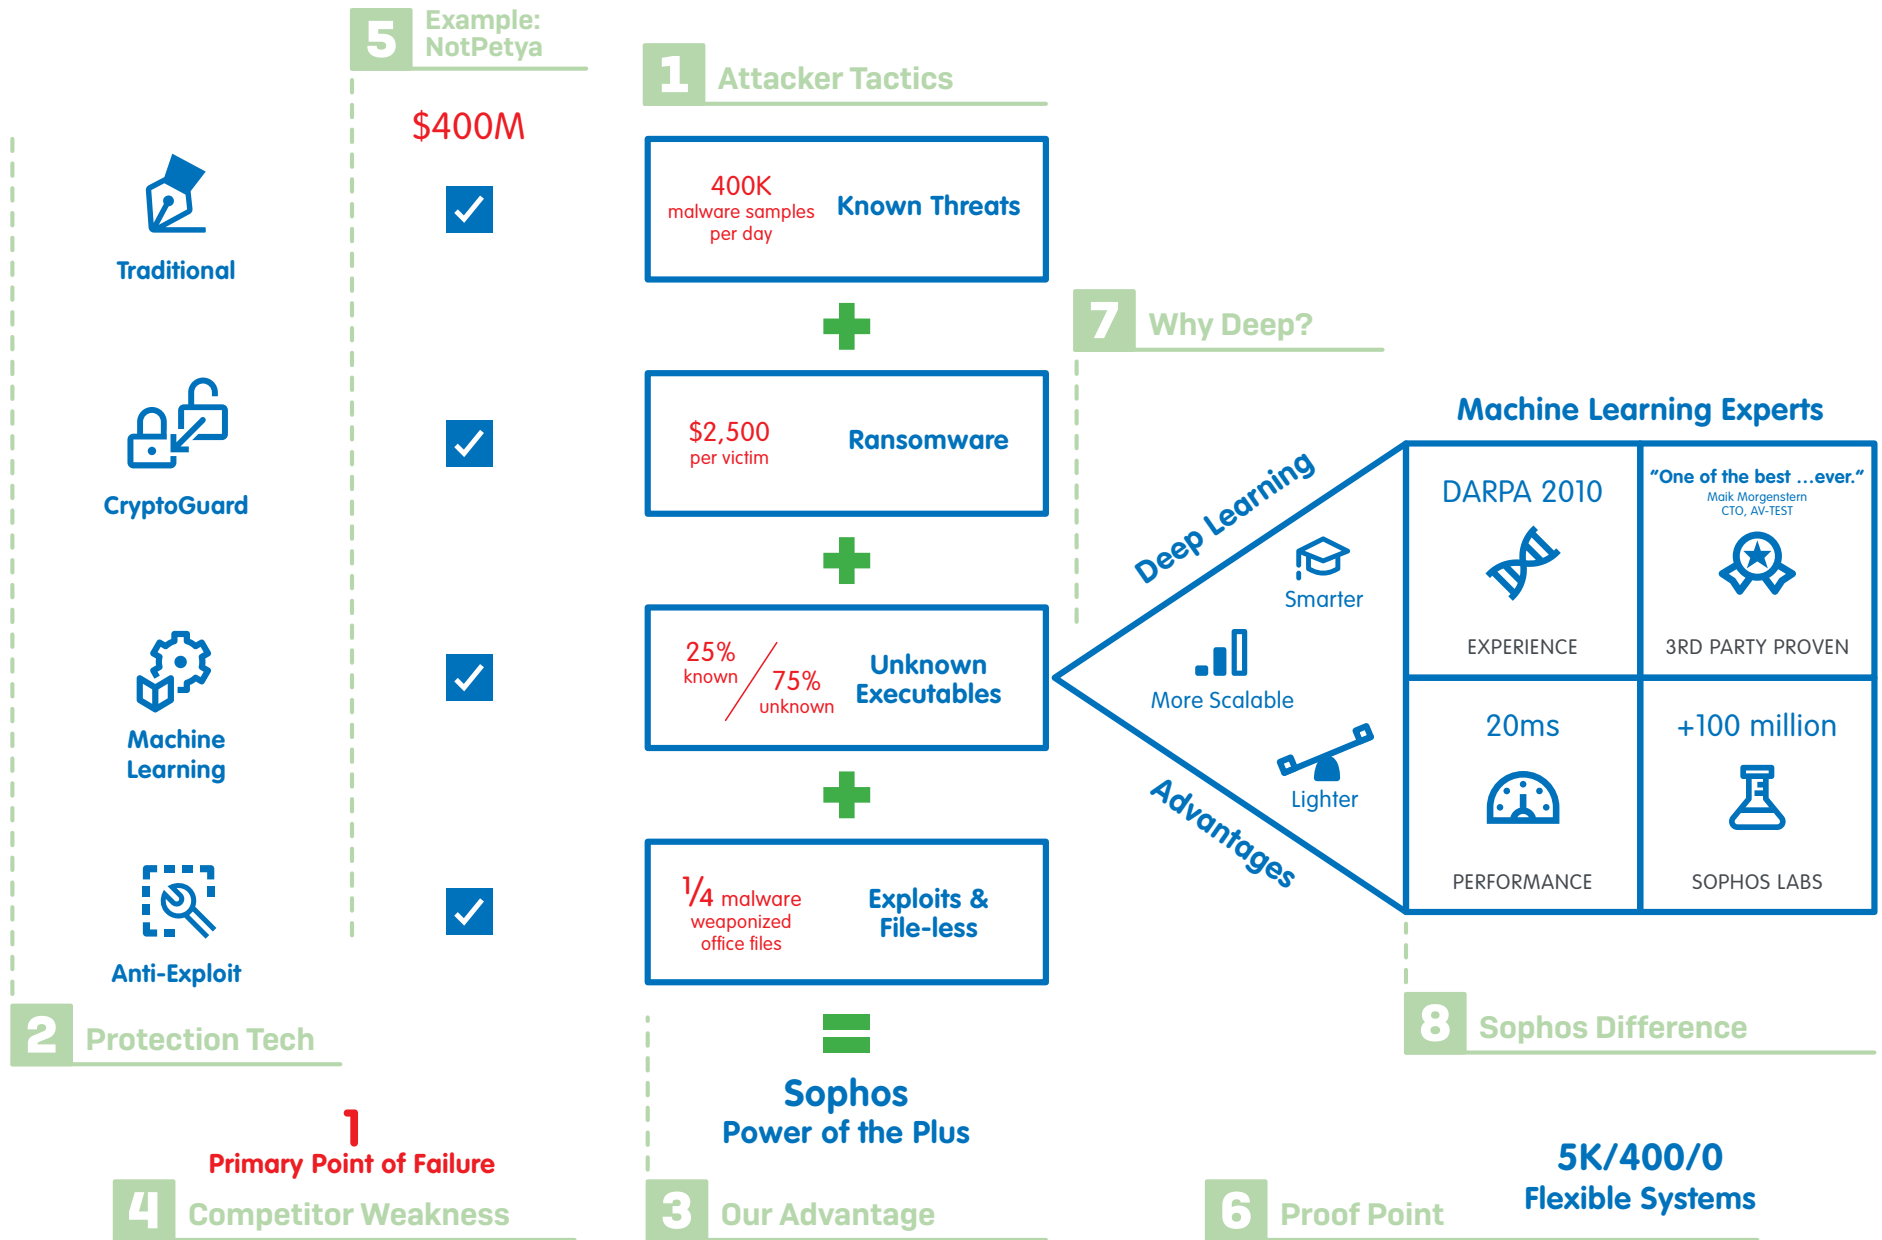 5
Example:
NotPetya
$400M
1
Attacker Tactics
400K
malware samples
per day
Known Threats
Traditional
$2,500
per victim
Ransomware
CryptoGuard
25%
known
75%
unknown
Unknown
Executables
Machine
Learning
1/4 malware
weaponized
office files
Exploits &
File-less
Anti-Exploit
2
Protection Tech
Sophos
Power of the Plus
1
Primary Point of Failure
4
Competitor Weakness
3
Our Advantage
7
Why Deep?
Deep Learning
Smarter
More Scalable
Lighter
Advantages
Machine Learning Experts
DARPA 2010
EXPERIENCE
"One of the best ...ever."
Maik Morgenstern
CTO, AV-TEST
3RD PARTY PROVEN
20ms
PERFORMANCE
+100 million
SOPHOS LABS
8
Sophos Difference
5K/400/0
Flexible Systems
6
Proof Point